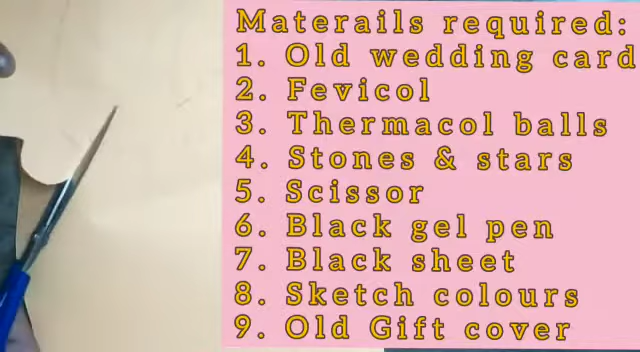 Materails required:
1. Old wedding card
2. Fevicol
3. Thermacol balls
4. Stones & stars
5. Scissor
6. Black gel pen
7. Black sheet
8. Sketch colours
9. Old Gift cover